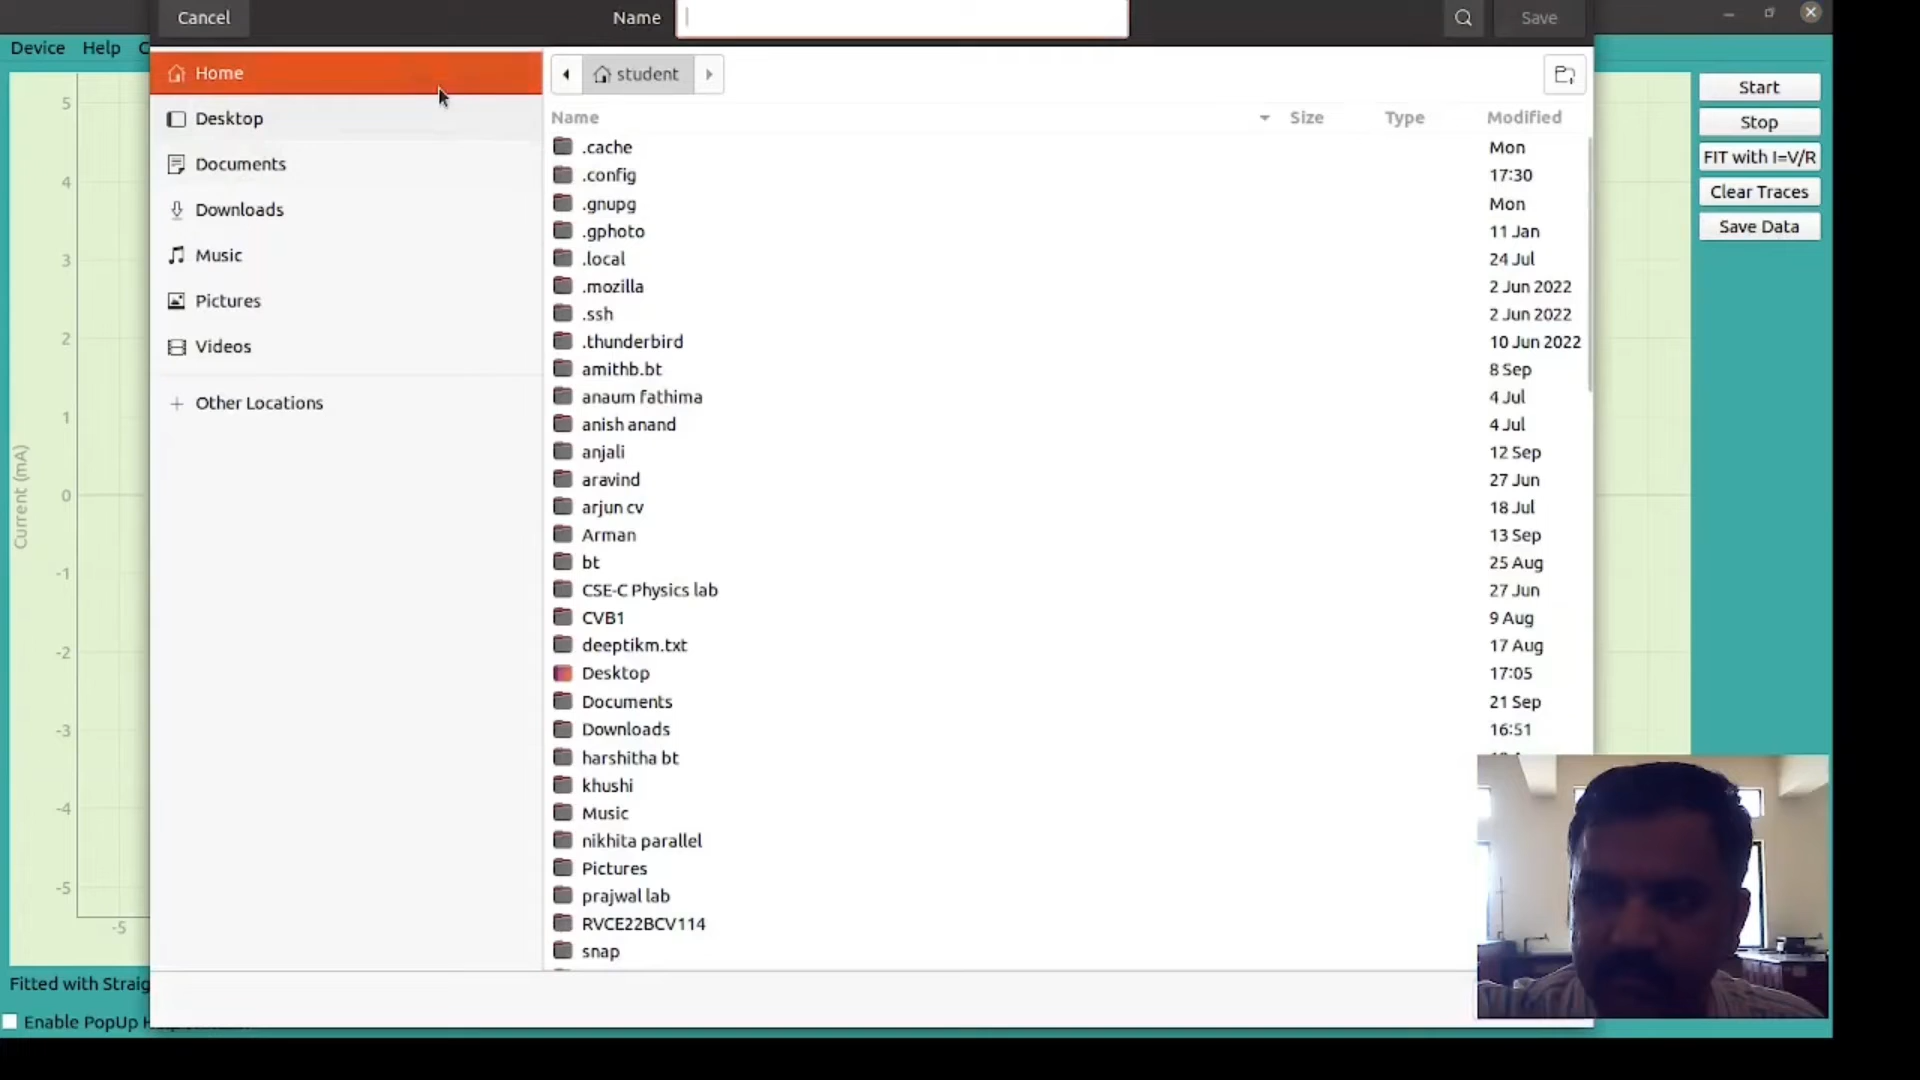 Cancel
Name
Save
Device Help
Home
student
Start
Desktop
Name Size Type Modified
Stop
.cache Mon
FIT with I=V/R
Documents
.config 17:30
Clear Traces
.gnupg Mon
Downloads
Save Data
.gphoto 11 Jan
Music
.local 24 Jul
.mozilla 2 Jun 2022
Pictures
.ssh 2 Jun 2022
Videos
.thunderbird 10 Jun 2022
amithb.bt 8 Sep
Other Locations
anaum fathima 4 Jul
anish anand 4 Jul
anjali 12 Sep
aravind 27 Jun
arjun cv 18 Jul
Arman 13 Sep
bt 25 Aug
CSE-C Physics lab 27 Jun
CVB1 9 Aug
deeptikm.txt 17 Aug
Desktop 17:05
Documents 21 Sep
Downloads 16:51
harshitha bt
khushi
Music
nikhita parallel
Pictures
prajwal lab
RVCE22BCV114
snap
5
4
3
2
1
0
-1
-2
-3
-4
-5
-5
Current (mA)
Fitted with
Enable PopUp